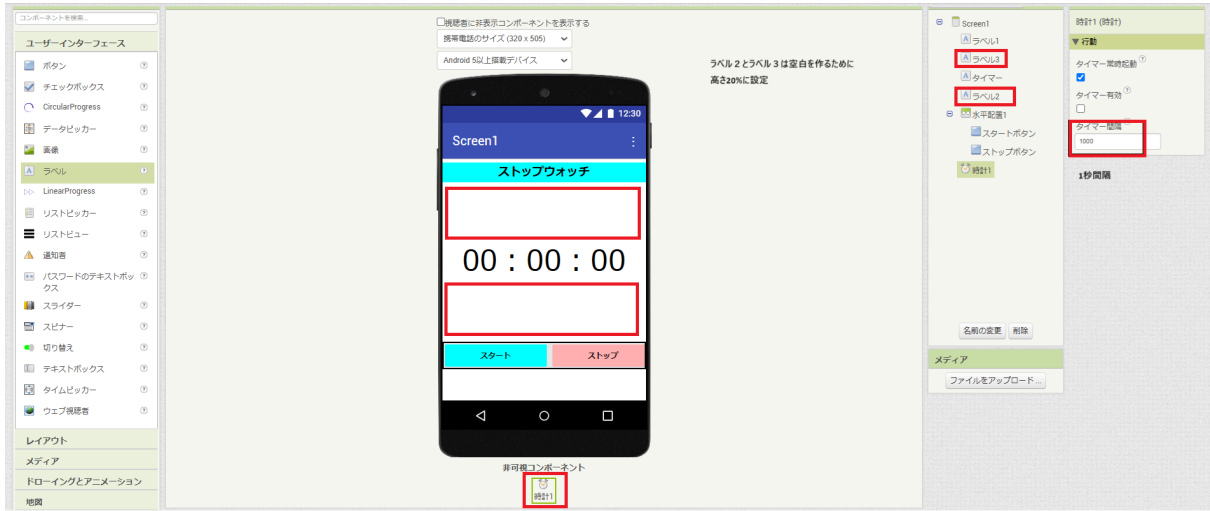 コンポーネントを検索...
ユーザーインターフェース
ボタン
チェックボックス
CircularProgress
データピッカー
画像
ラベル
LinearProgress
リストピッカー
リストビュー
通知者
パスワードのテキストボッ
クス
スライダー
スピナー
切り替え
テキストボックス
タイムピッカー
ウェブ視聴者
レイアウト
メディア
ドローイングとアニメーション
地図
視聴者に非表示コンポーネントを表示する
携帯電話のサイズ (320 x 505)
Android 5以上搭載デバイス
12:30
Screen1
ストップウォッチ
00：00：00
スタート
ストップ
非可視コンポーネント
時計1
ラベル２とラベル３は空白を作るために
高さ20%に設定
Screen1
ラベル1
ラベル3
タイマー
ラベル2
水平配置1
スタートボタン
ストップボタン
時計1
名前の変更
削除
メディア
ファイルをアップロード...
時計1 (時計)
行動
タイマー常時起動
タイマー有効
タイマー間隔
1000
1秒間隔